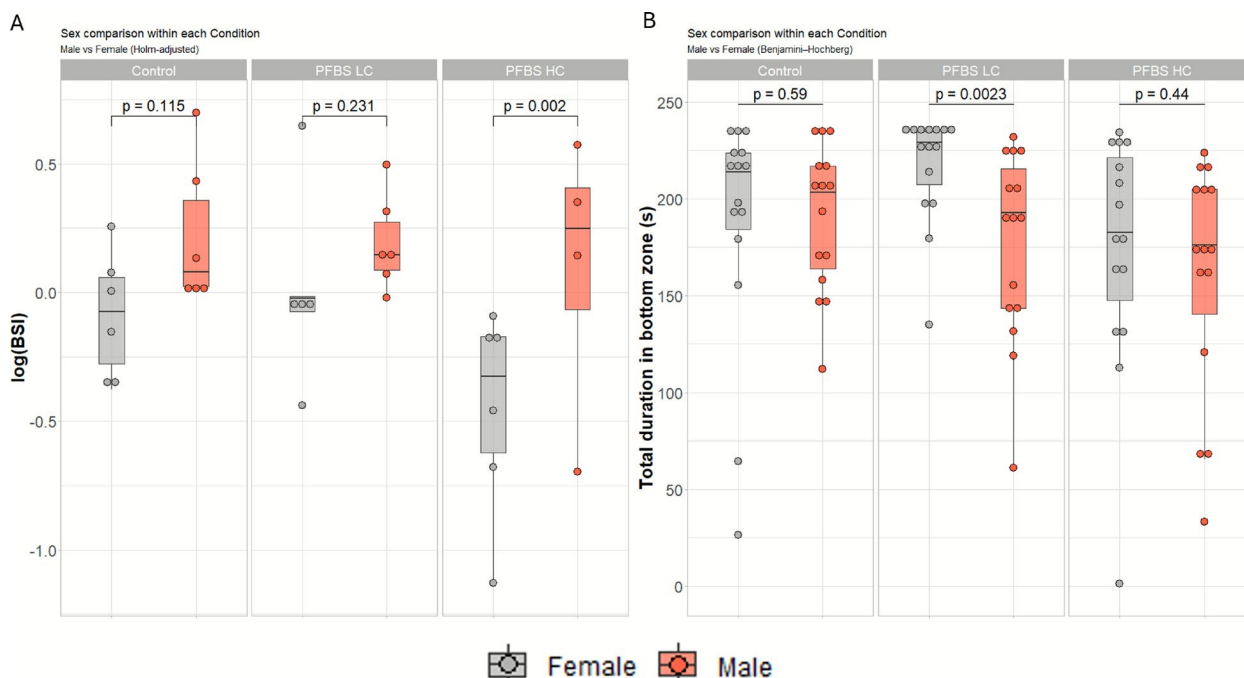 A
Sex comparison within each Condition
Male vs Female (Holm-adjusted)
Control
PFBS LC
PFBS HC
p = 0.115
p = 0.231
p = 0.002
0.5
0.0
-0.5
-1.0
log(BSI)
B
Sex comparison within each Condition
Male vs Female (Benjamini–Hochberg)
Control
PFBS LC
PFBS HC
p = 0.59
p = 0.0023
p = 0.44
250
200
150
100
50
0
Total duration in bottom zone (s)
Female
Male